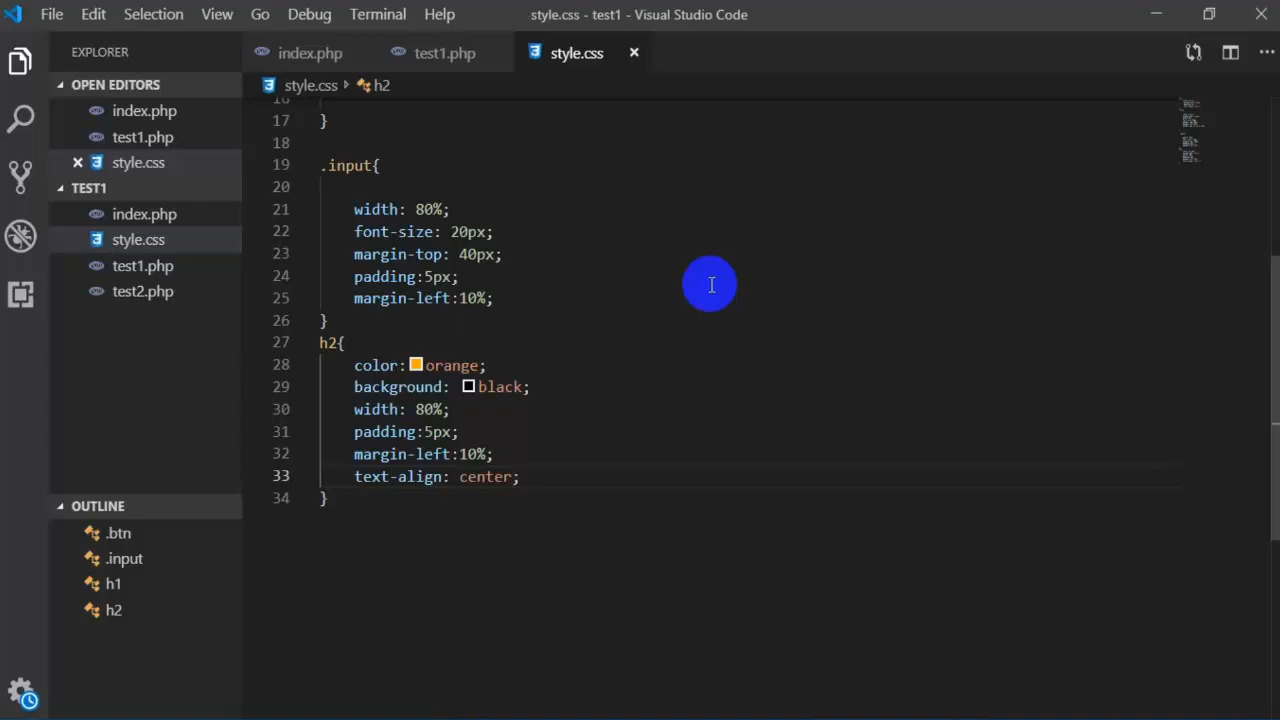 File Edit Selection View Go Debug Terminal Help style.css - test1 - Visual Studio Code
EXPLORER
OPEN EDITORS
index.php
test1.php
style.css
TEST1
index.php
style.css
test1.php
test2.php
OUTLINE
.btn
.input
h1
h2
index.php test1.php style.css
style.css h2
16
17 }
18
19 .input{
20
21 width: 80%;
22 font-size: 20px;
23 margin-top: 40px;
24 padding:5px;
25 margin-left:10%;
26 }
27 h2{
28 color:orange;
29 background: black;
30 width: 80%;
31 padding:5px;
32 margin-left:10%;
33 text-align: center;
34 }